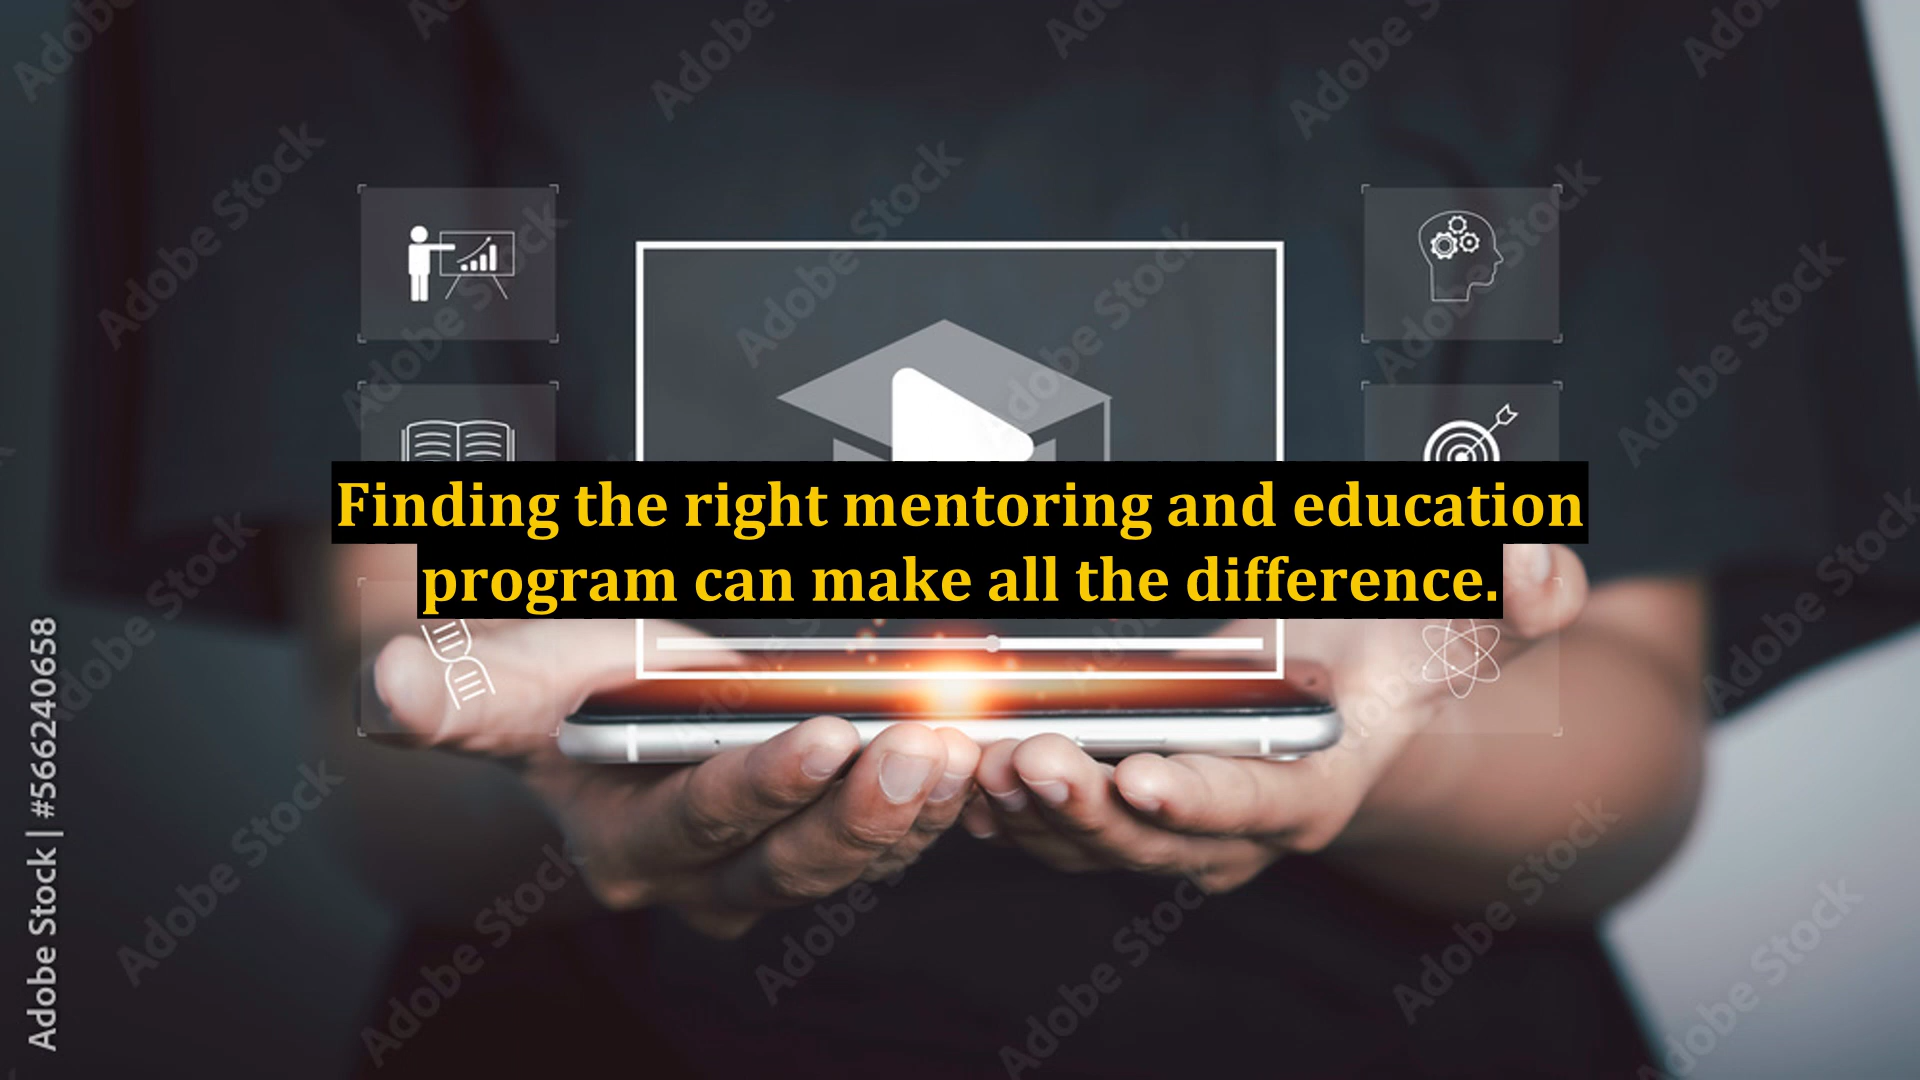 Finding the right mentoring and education
program can make all the difference.
Adobe Stock | #566240658